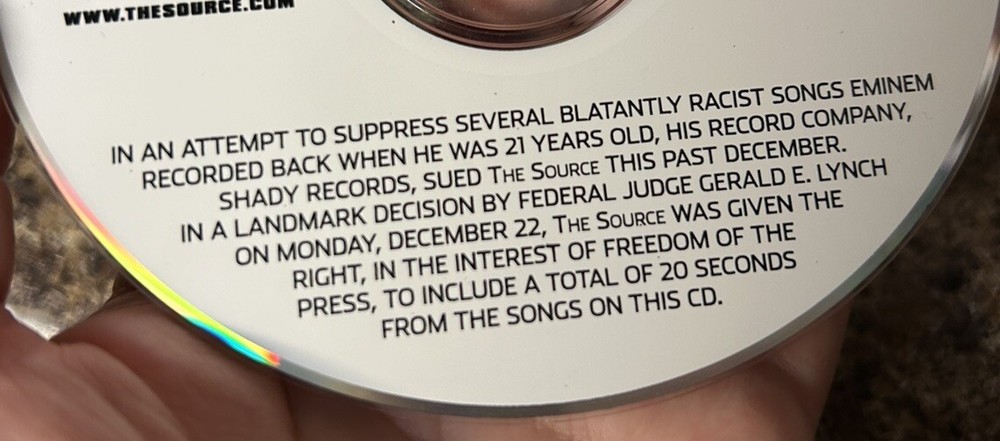 WWW.THESOURCE.COM
IN AN ATTEMPT TO SUPPRESS SEVERAL BLATANTLY RACIST SONGS EMINEM
RECORDED BACK WHEN HE WAS 21 YEARS OLD, HIS RECORD COMPANY,
SHADY RECORDS, SUED THE SOURCE THIS PAST DECEMBER.
IN A LANDMARK DECISION BY FEDERAL JUDGE GERALD E. LYNCH
ON MONDAY, DECEMBER 22, THE SOURCE WAS GIVEN THE
RIGHT, IN THE INTEREST OF FREEDOM OF THE
PRESS, TO INCLUDE A TOTAL OF 20 SECONDS
FROM THE SONGS ON THIS CD.